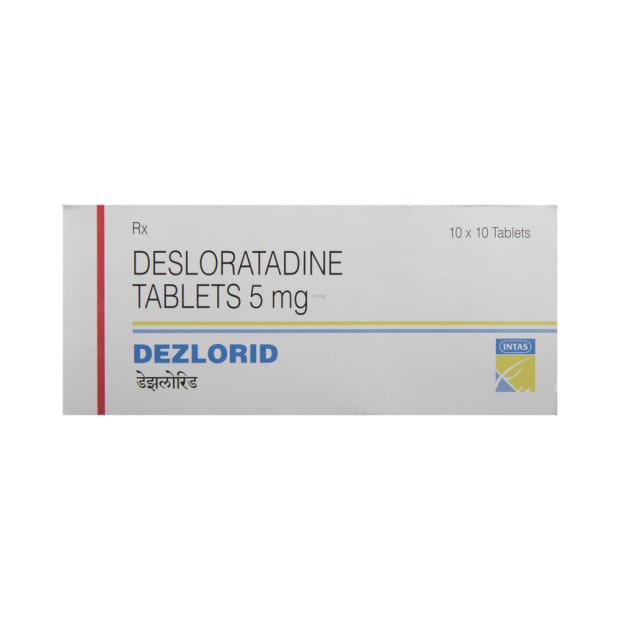 Rx
10 x 10 Tablets
DESLORATADINE
TABLETS 5 mg
DEZLORID
डेझलोरिड
INTAS